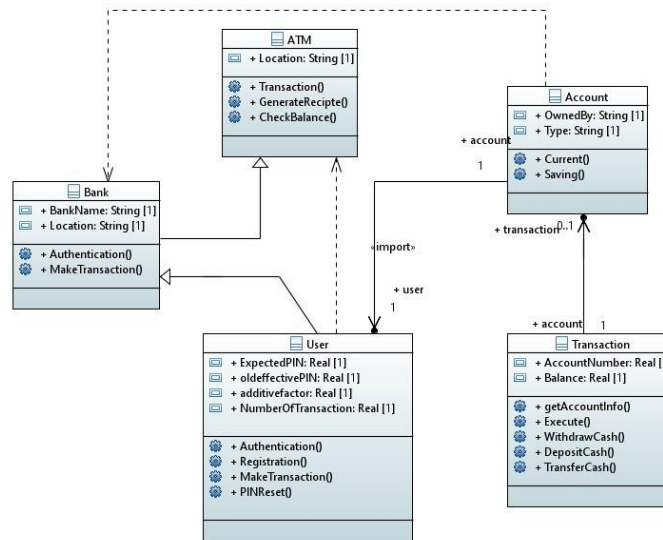 ATM
+ Location: String [1]
+ Transaction()
+ GenerateRecipte()
+ CheckBalance()
Account
+ OwnedBy: String [1]
+ Type: String [1]
+ Current()
+ Saving()
+ account
1
Bank
+ BankName: String [1]
+ Location: String [1]
+ Authentication()
+ MakeTransaction()
+ transaction
0..1
«import»
+ user
1
+ account
1
User
+ ExpectedPIN: Real [1]
+ oldeffectivePIN: Real [1]
+ additivefactor: Real [1]
+ NumberOfTransaction: Real [1]
+ Authentication()
+ Registration()
+ MakeTransaction()
+ PINReset()
Transaction
+ AccountNumber: Real [
+ Balance: Real [1]
+ getAccountInfo()
+ Execute()
+ WithdrawCash()
+ DepositCash()
+ TransferCash()